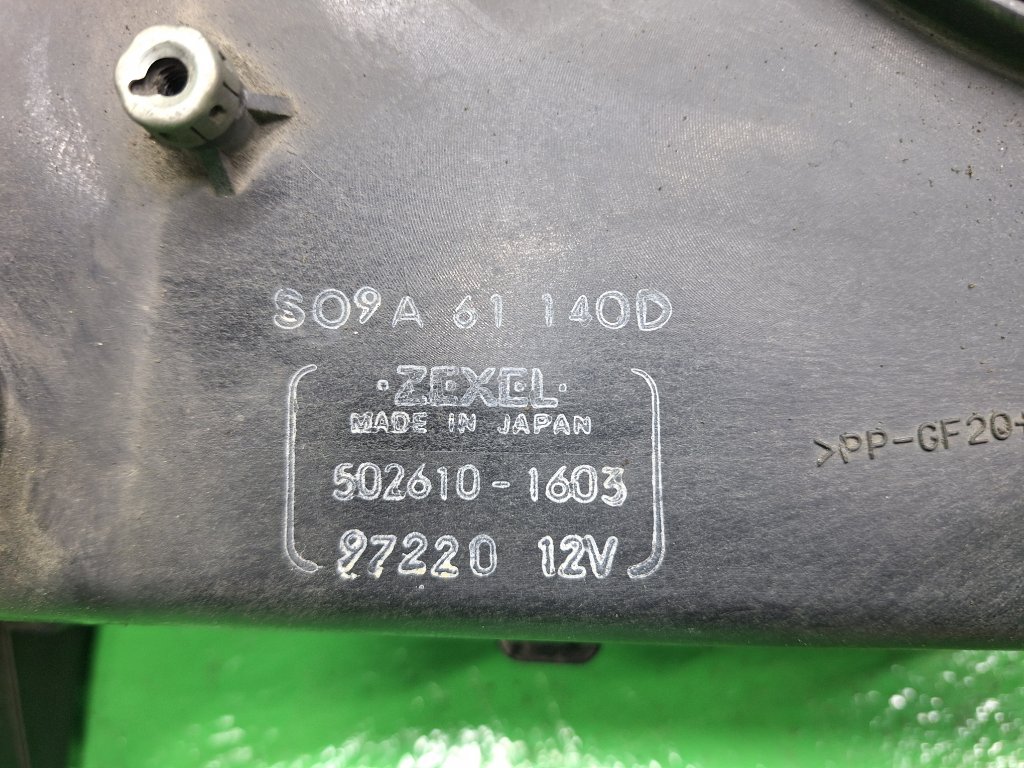 S09A 61 140D
·ZEXEL·
MADE IN JAPAN
502610-1603
97220 12V
>PP-GF20